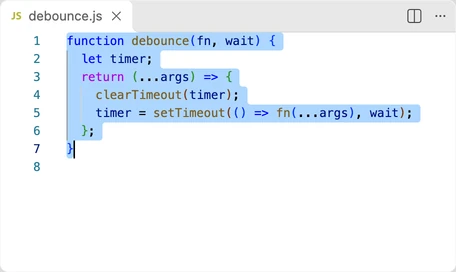 JS debounce.js
1 function debounce(fn, wait) {
2   let timer;
3   return (...args) => {
4     clearTimeout(timer);
5     timer = setTimeout(() => fn(...args), wait);
6   };
7 }
8